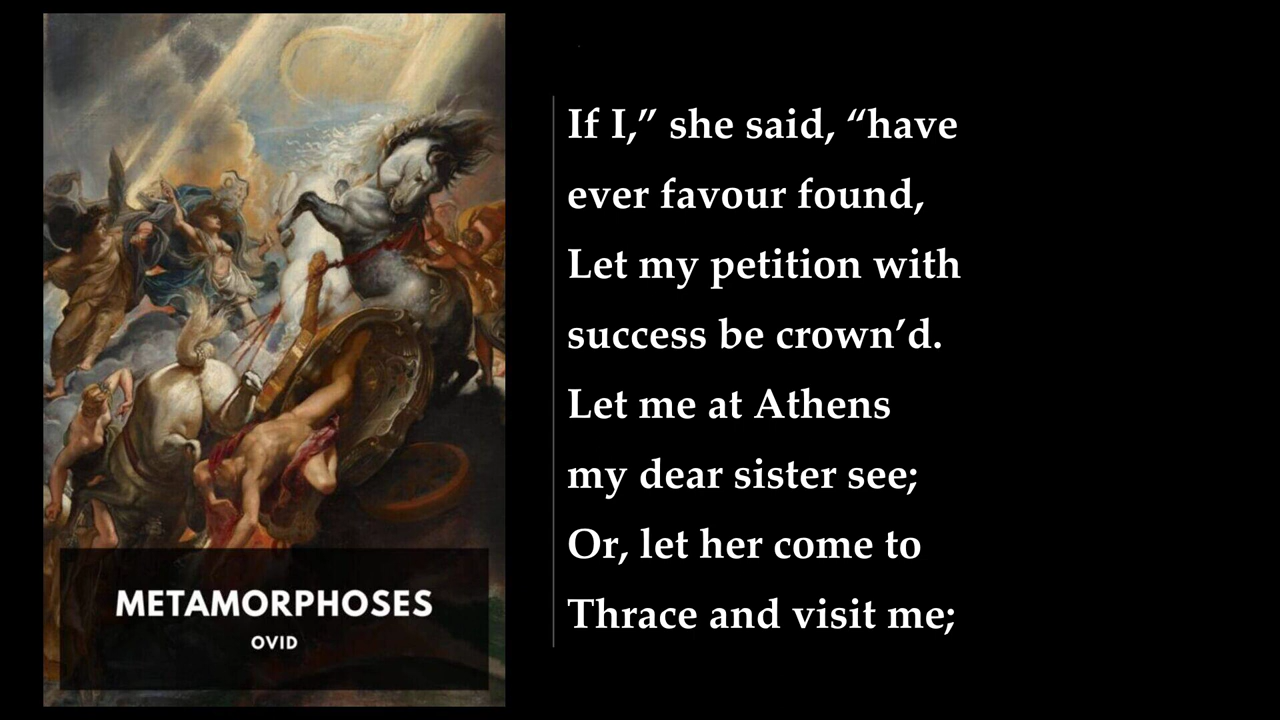 METAMORPHOSES
OVID
If I,” she said, “have
ever favour found,
Let my petition with
success be crown’d.
Let me at Athens
my dear sister see;
Or, let her come to
Thrace and visit me;